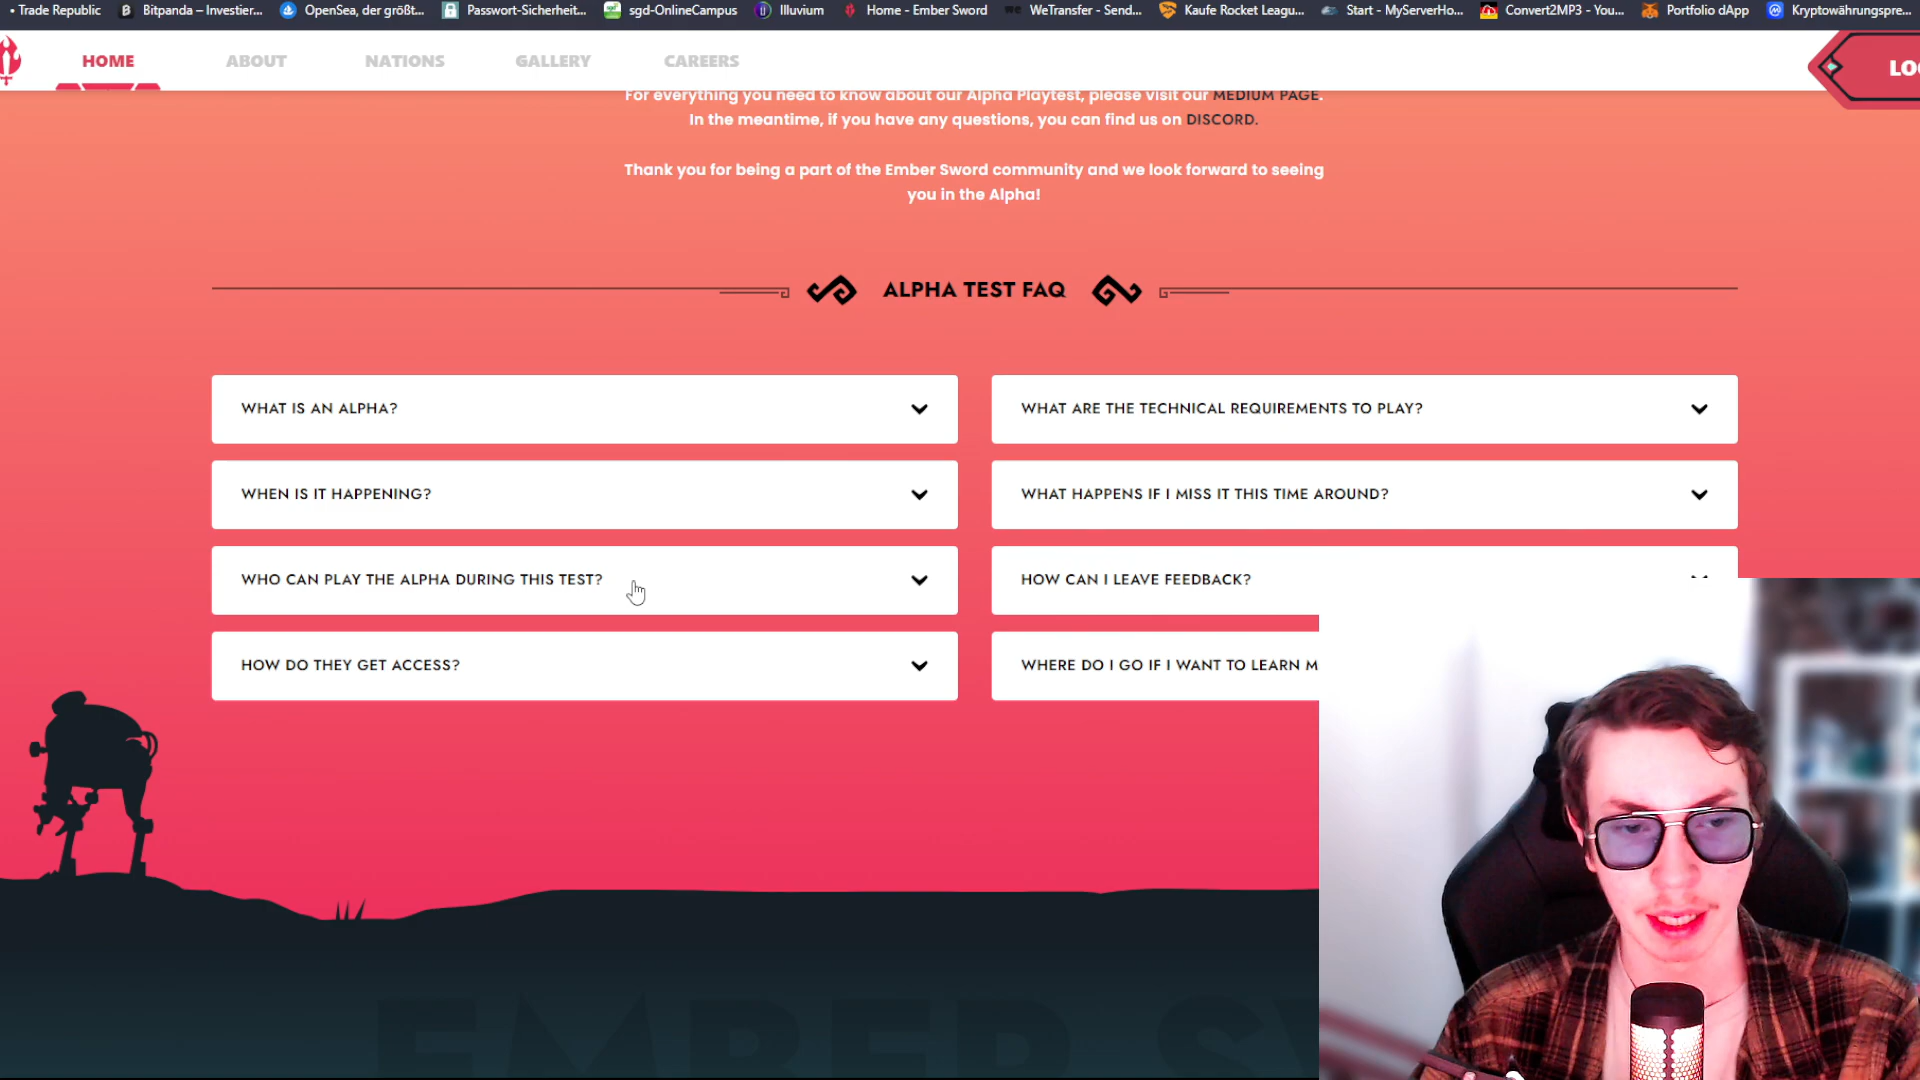 Trade Republic
Bitpanda – Investier...
OpenSea, der größt...
Passwort-Sicherheit...
sgd-OnlineCampus
Illuvium
Home - Ember Sword
WeTransfer - Send...
Kaufe Rocket Leagu...
Start - MyServerHo...
Convert2MP3 - You...
Portfolio dApp
Kryptowährungspre...
HOME
ABOUT
NATIONS
GALLERY
CAREERS
LO
For everything you need to know about our Alpha Playtest, please visit our MEDIUM PAGE.
In the meantime, if you have any questions, you can find us on DISCORD.
Thank you for being a part of the Ember Sword community and we look forward to seeing
you in the Alpha!
ALPHA TEST FAQ
WHAT IS AN ALPHA?
WHAT ARE THE TECHNICAL REQUIREMENTS TO PLAY?
WHEN IS IT HAPPENING?
WHAT HAPPENS IF I MISS IT THIS TIME AROUND?
WHO CAN PLAY THE ALPHA DURING THIS TEST?
HOW CAN I LEAVE FEEDBACK?
HOW DO THEY GET ACCESS?
WHERE DO I GO IF I WANT TO LEARN M
EMBER SW